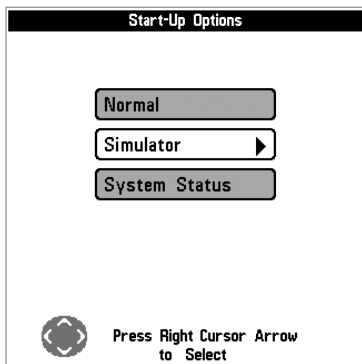 Start-Up Options
Normal
Simulator
System Status
Press Right Cursor Arrow
to Select